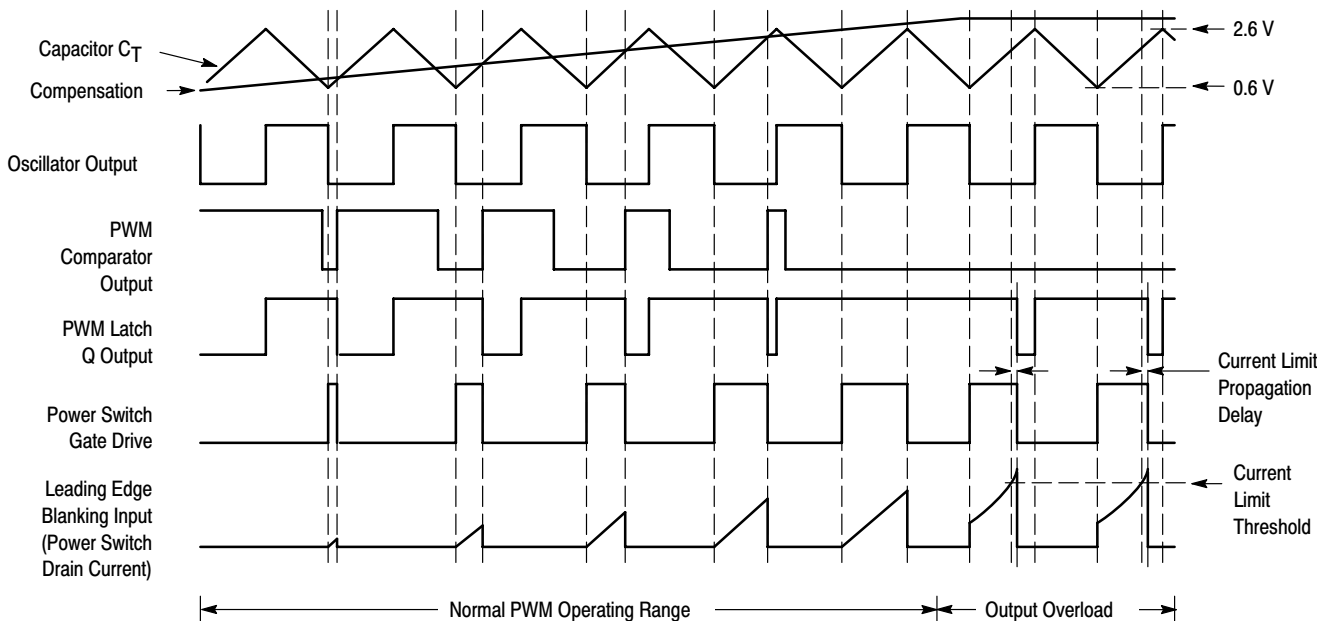 Capacitor CT
Compensation
2.6 V
0.6 V
Oscillator Output
PWM
Comparator
Output
PWM Latch
Q Output
Current Limit
Propagation
Delay
Power Switch
Gate Drive
Leading Edge
Blanking Input
(Power Switch
Drain Current)
Current
Limit
Threshold
Normal PWM Operating Range
Output Overload